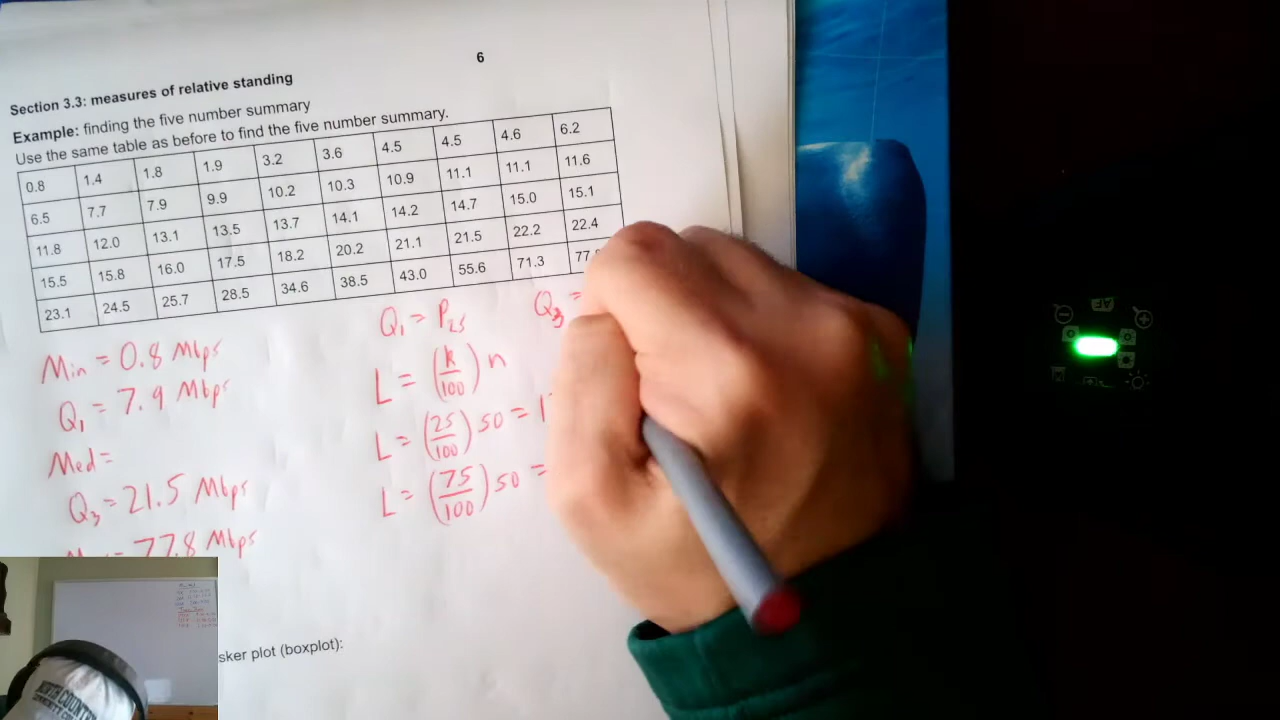 6
Section 3.3: measures of relative standing
Example: finding the five number summary
Use the same table as before to find the five number summary.
0.8 1.4 1.8 1.9 3.2 3.6 4.5 4.5 4.6 6.2
6.5 7.7 7.9 9.9 10.2 10.3 10.9 11.1 11.1 11.6
11.8 12.0 13.1 13.5 13.7 14.1 14.2 14.7 15.0 15.1
15.5 15.8 16.0 17.5 18.2 20.2 21.1 21.5 22.2 22.4
23.1 24.5 25.7 28.5 34.6 38.5 43.0 55.6 71.3
Min = 0.8 Mbps
Q₁ = 7.9 Mbps
Med =
Q₃ = 21.5 Mbps
= 77.8 Mbps
Q₁ = P₂₅
Q₃ =
L = (k/100) n
L = (25/100) 50 = 1
L = (75/100) 50 =
sker plot (boxplot):
AF
NORTH COUNTRY